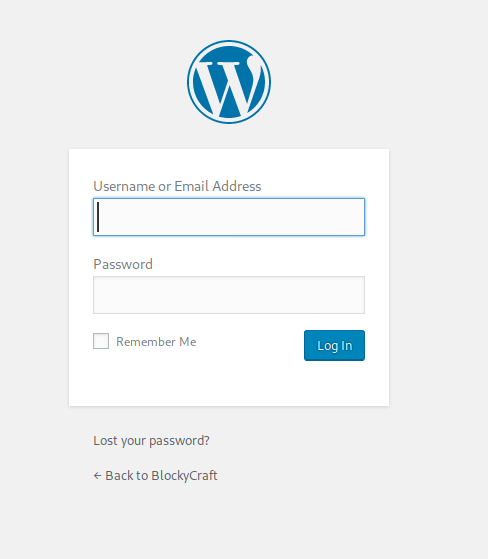 Username or Email Address
Password
Remember Me
Log In
Lost your password?
← Back to BlockyCraft